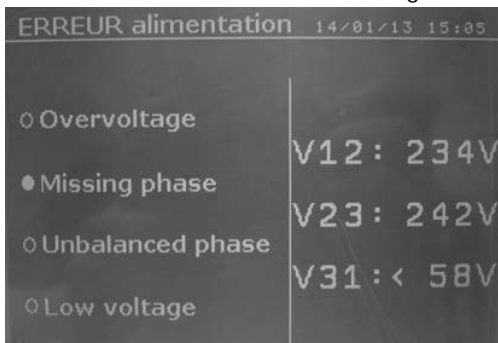 ERREUR alimentation 14/01/13 15:05
Overvoltage
V12: 234V
Missing phase
V23: 242V
Unbalanced phase
V31:< 58V
Low voltage